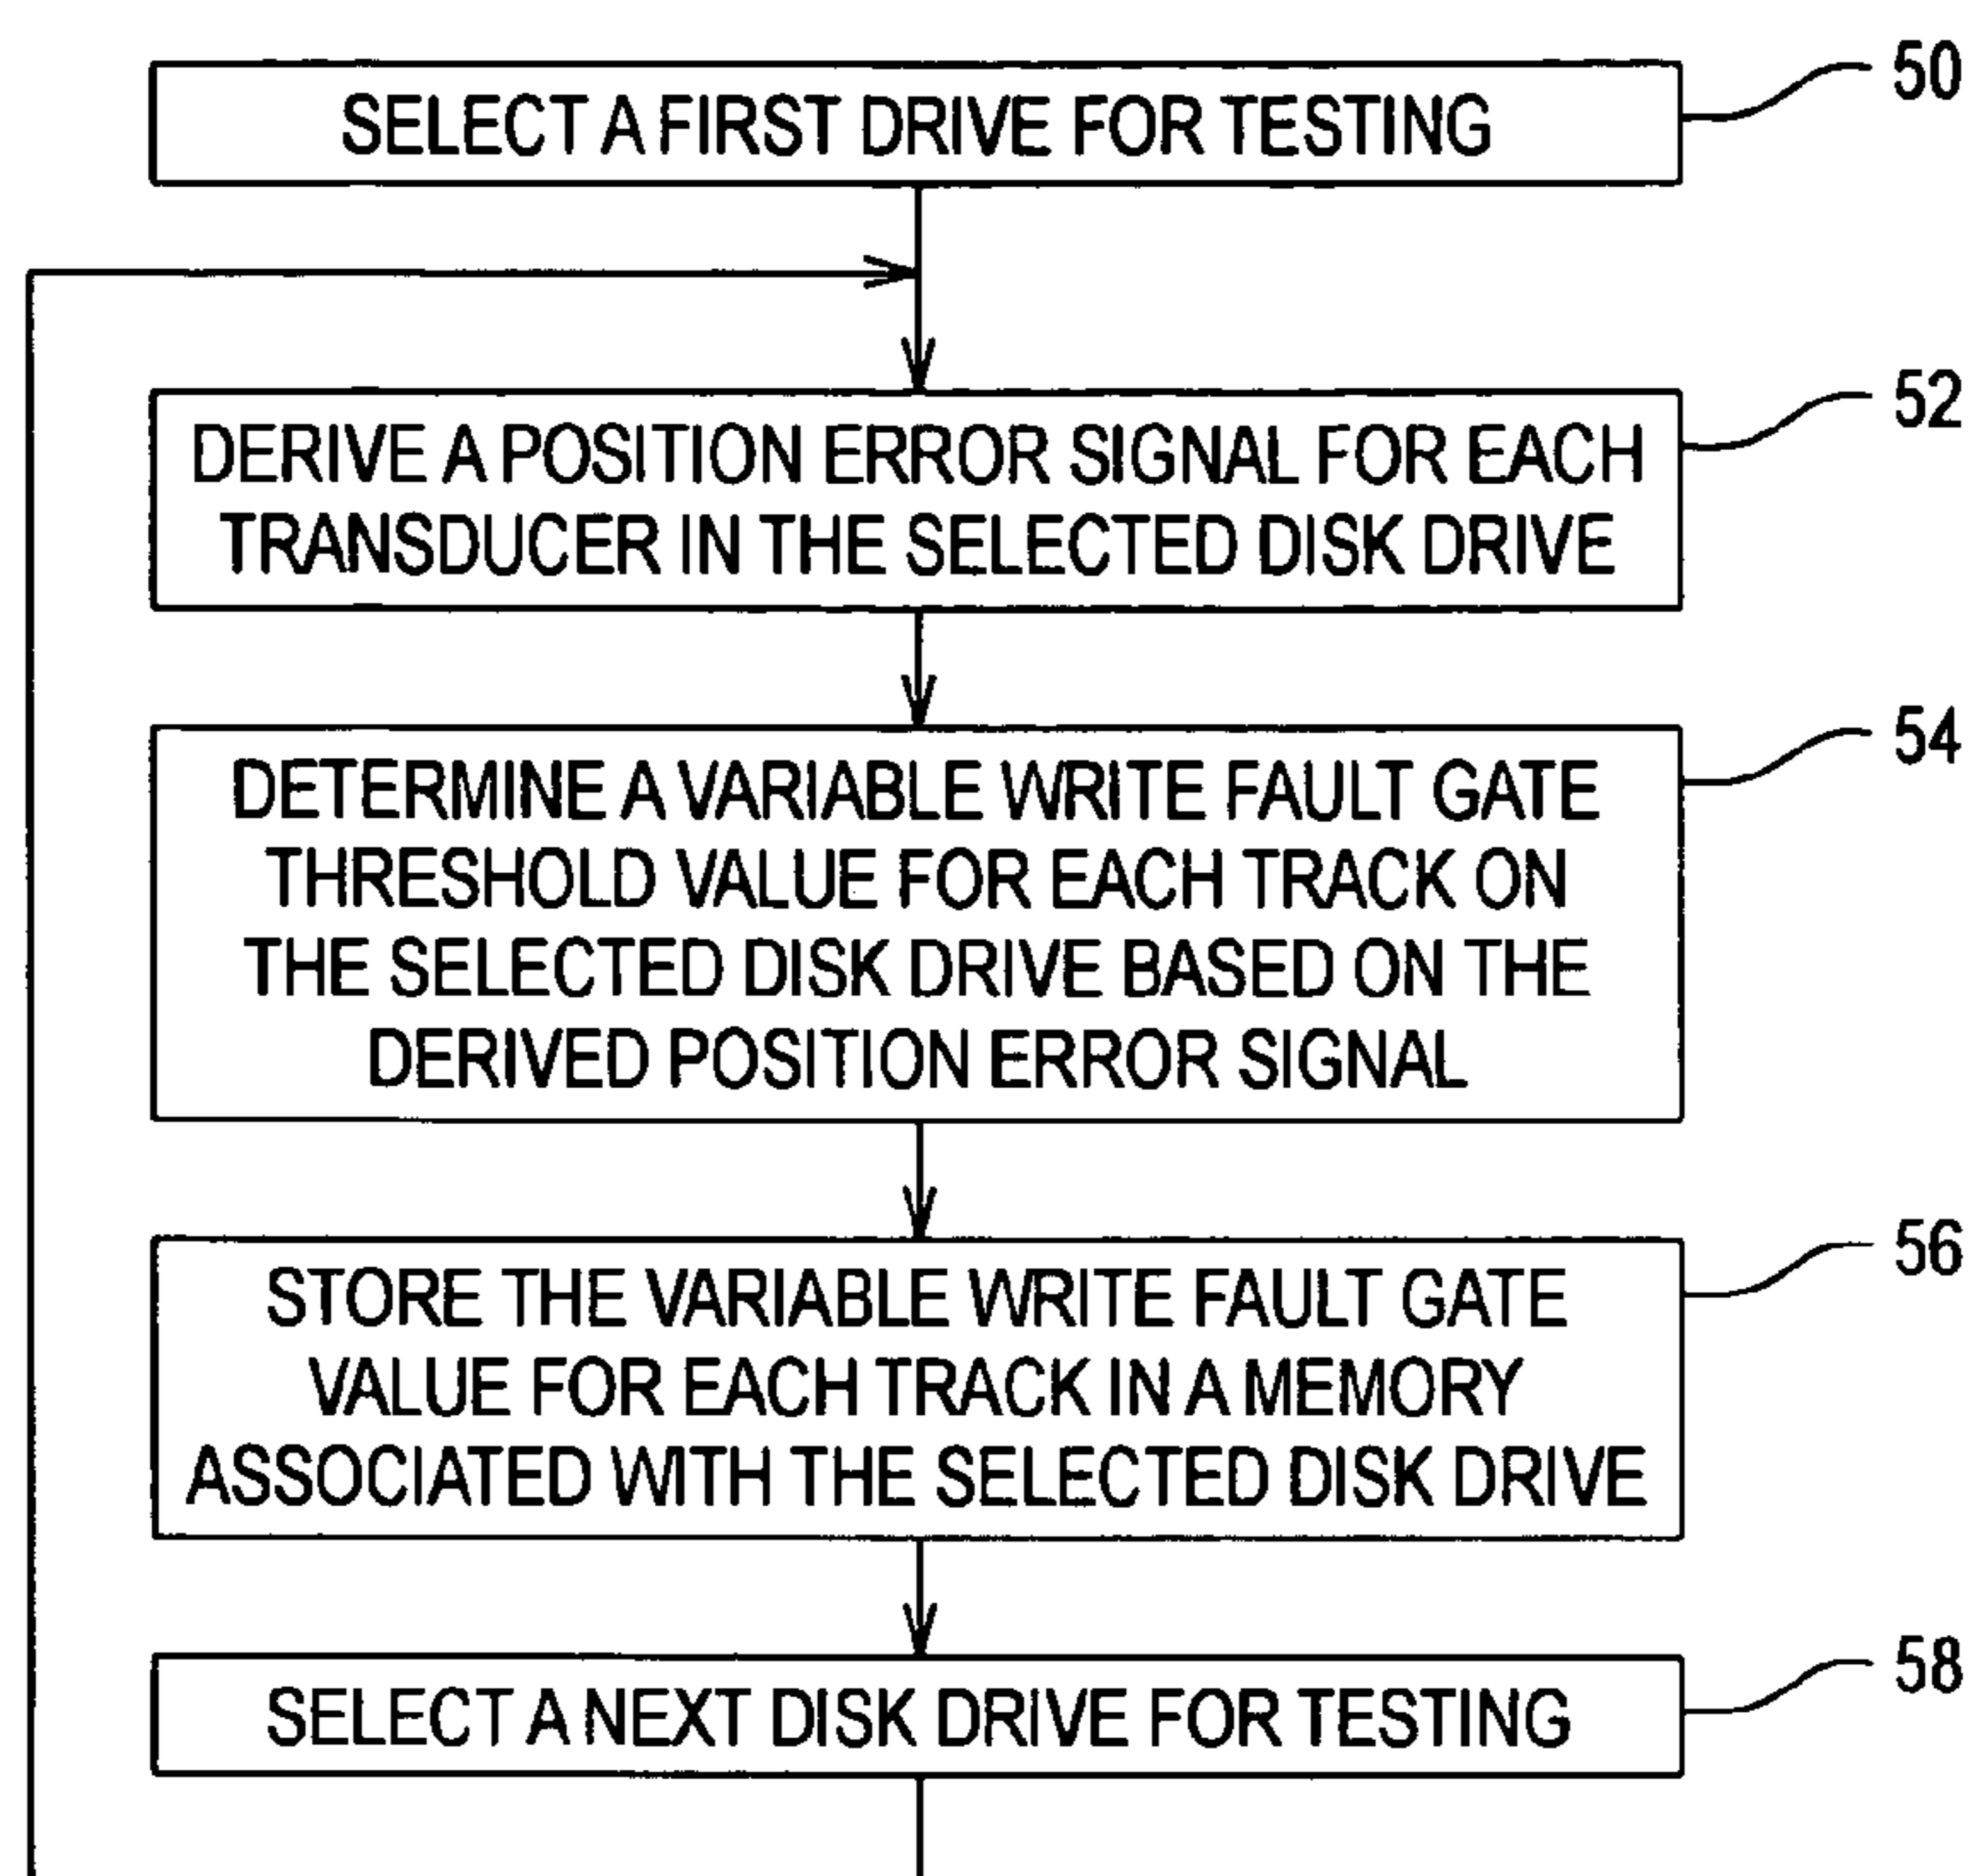 SELECT A FIRST DRIVE FOR TESTING
50
DERIVE A POSITION ERROR SIGNAL FOR EACH
TRANSDUCER IN THE SELECTED DISK DRIVE
52
DETERMINE A VARIABLE WRITE FAULT GATE
THRESHOLD VALUE FOR EACH TRACK ON
THE SELECTED DISK DRIVE BASED ON THE
DERIVED POSITION ERROR SIGNAL
54
STORE THE VARIABLE WRITE FAULT GATE
VALUE FOR EACH TRACK IN A MEMORY
ASSOCIATED WITH THE SELECTED DISK DRIVE
56
SELECT A NEXT DISK DRIVE FOR TESTING
58